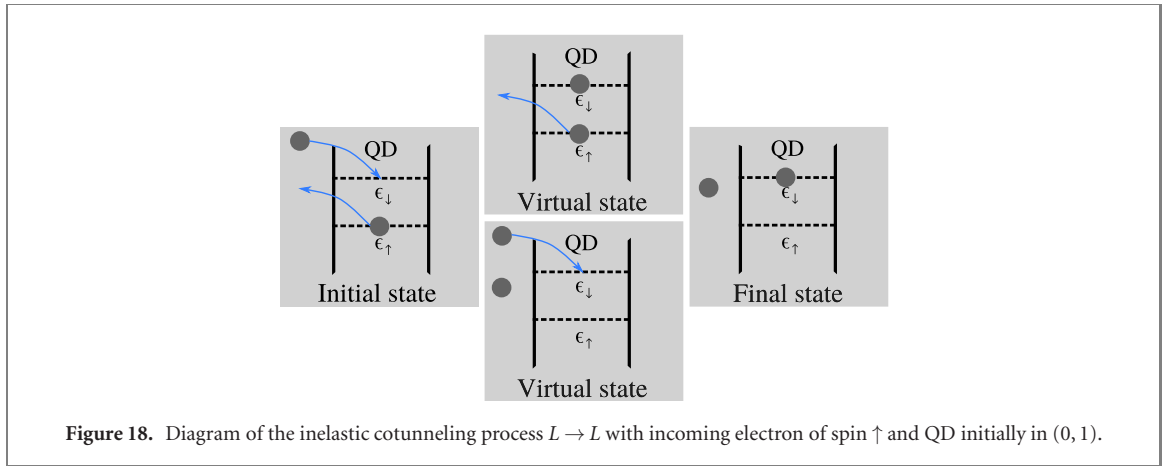 QD
ϵ↓
ϵ↑
Initial state
QD
ϵ↓
ϵ↑
Virtual state
QD
ϵ↓
ϵ↑
Virtual state
QD
ϵ↓
ϵ↑
Final state
Figure 18. Diagram of the inelastic cotunneling process L → L with incoming electron of spin ↑ and QD initially in (0, 1).